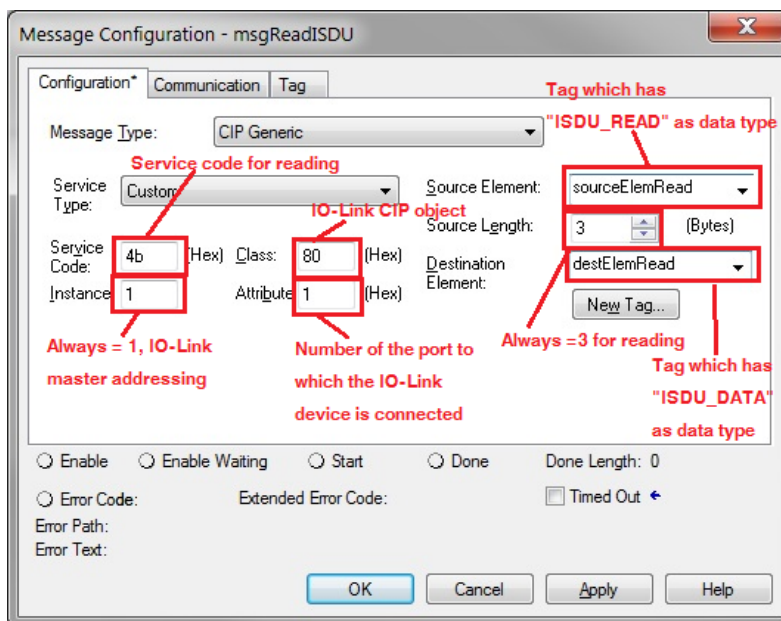 Message Configuration - msgReadISDU
X
Configuration* Communication Tag
Tag which has
"ISDU_READ" as data type
Message Type: CIP Generic
Service code for reading
Service Type: Custom
Source Element: sourceElemRead
IO-Link CIP object
Source Length: 3 (Bytes)
Service Code: 4b (Hex) Class: 80 (Hex)
Destination Element: destElemRead
Instance 1 Attribute 1 (Hex)
New Tag...
Always = 1, IO-Link
master addressing
Number of the port to
which the IO-Link
device is connected
Always =3 for reading
Tag which has
"ISDU_DATA"
as data type
Enable Enable Waiting Start Done Done Length: 0
Error Code: Extended Error Code: Timed Out
Error Path:
Error Text:
OK Cancel Apply Help